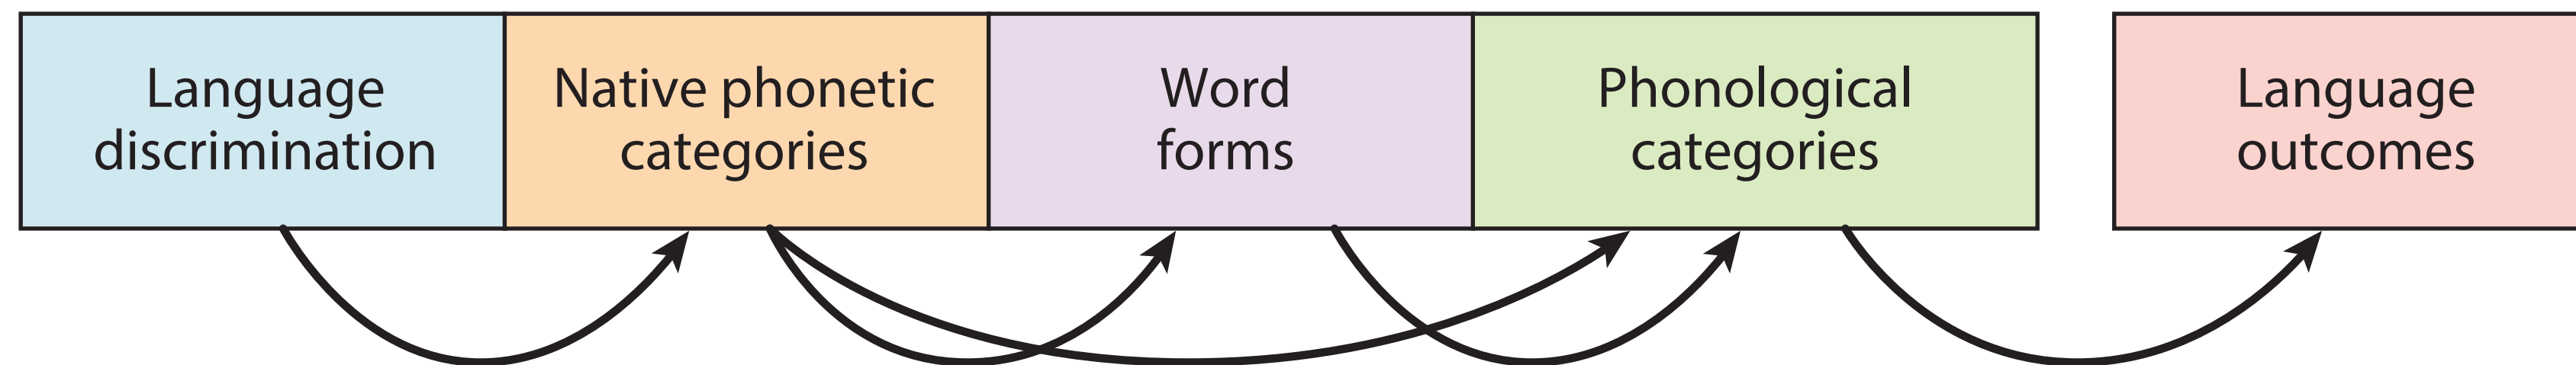 Language
discrimination
Native phonetic
categories
Word
forms
Phonological
categories
Language
outcomes